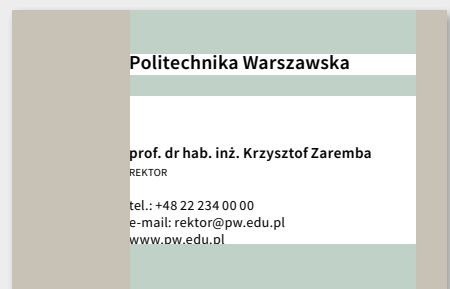 Politechnika Warszawska
prof. dr hab. inż. Krzysztof Zaremba
REKTOR
tel.: +48 22 234 00 00
e-mail: rektor@pw.edu.pl
www.pw.edu.pl